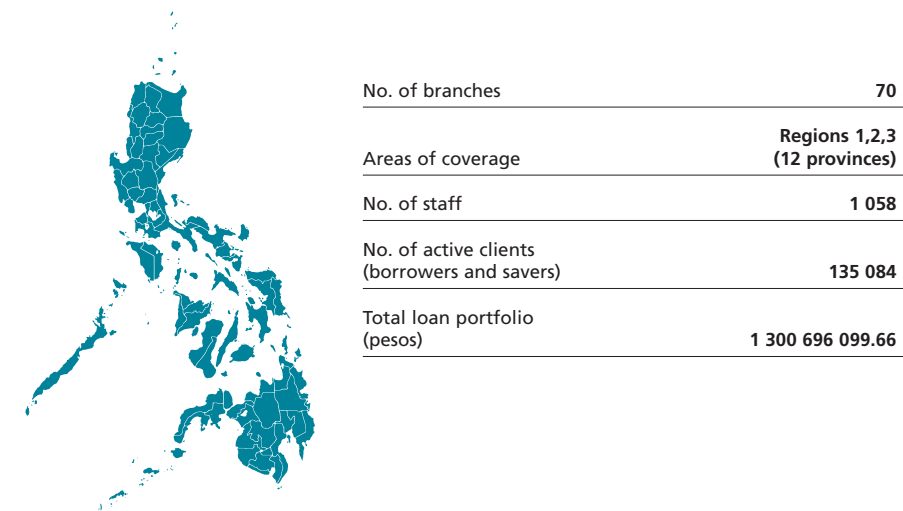 No. of branches 70
Regions 1,2,3
Areas of coverage (12 provinces)
No. of staff 1 058
No. of active clients
(borrowers and savers) 135 084
Total loan portfolio
(pesos) 1 300 696 099.66